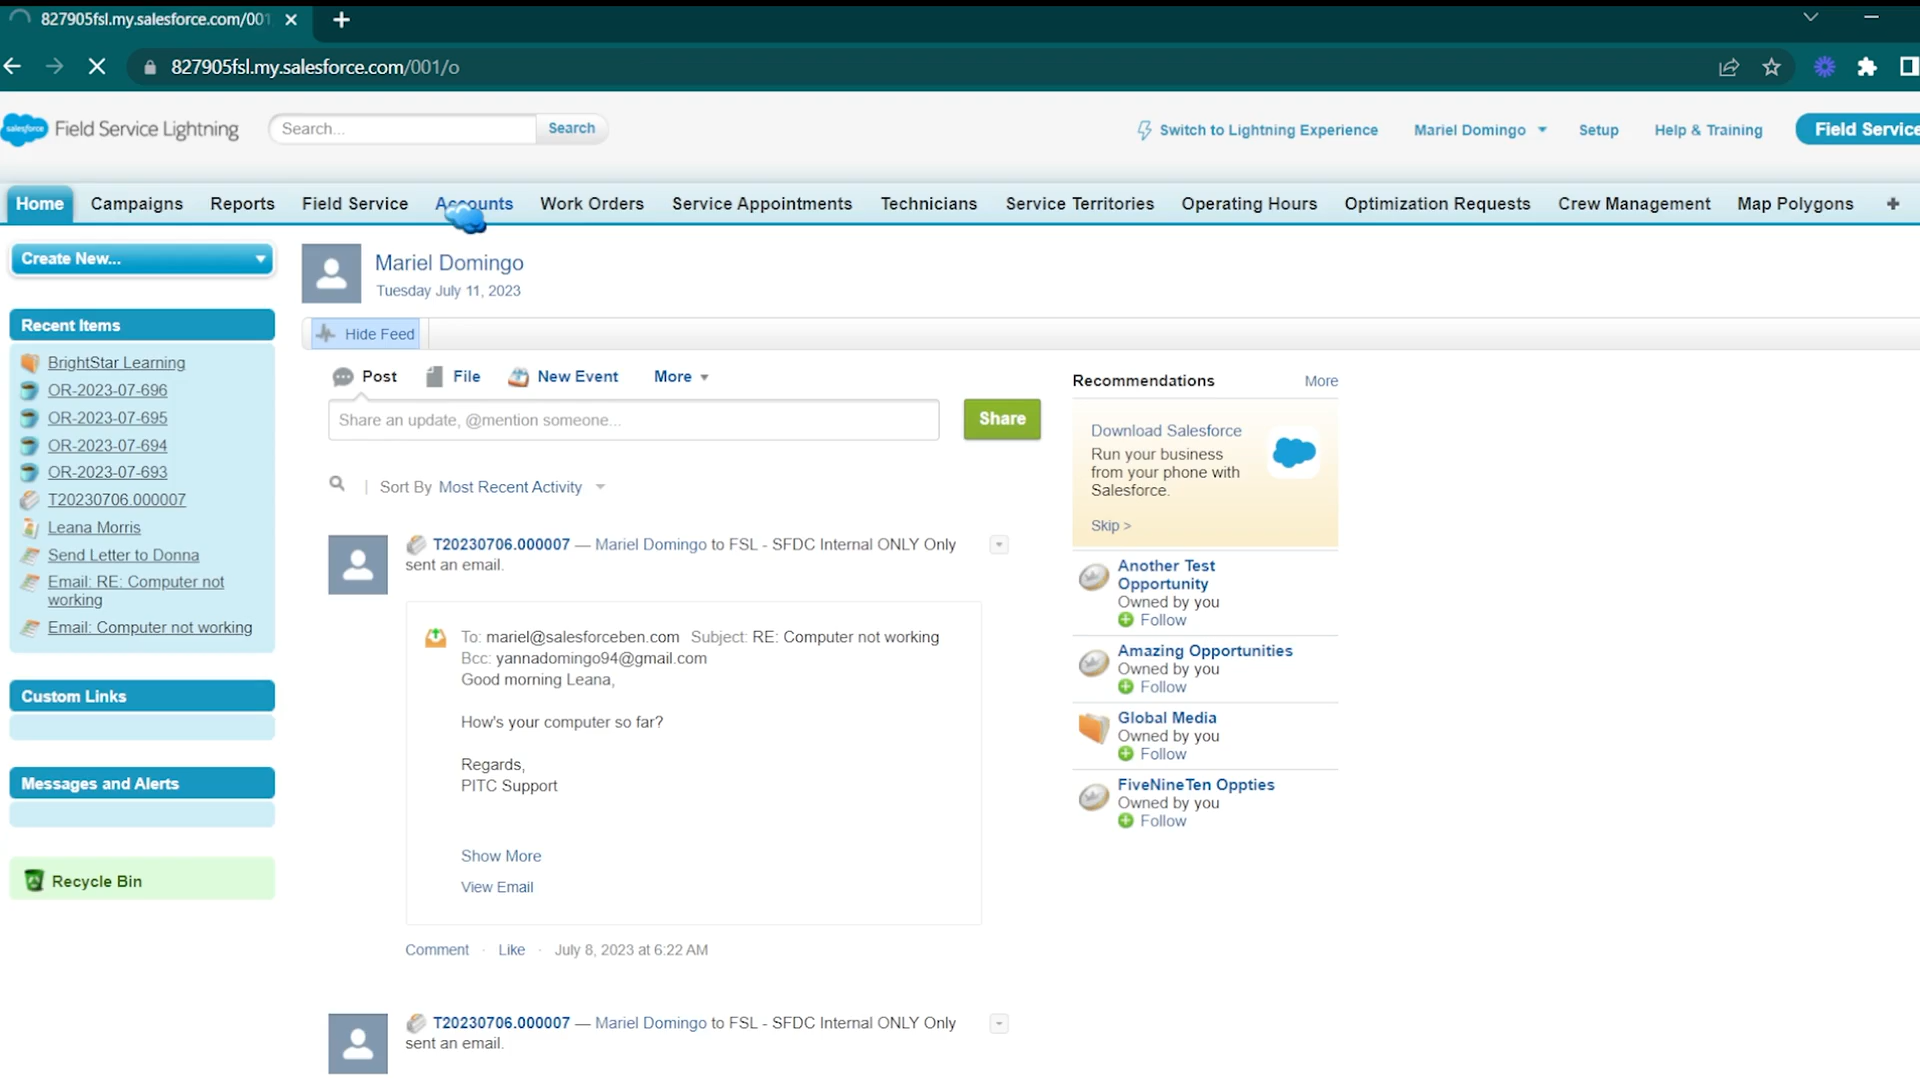 827905fsl.my.salesforce.com/001
827905fsl.my.salesforce.com/001/o
salesforce Field Service Lightning
Search...
Search
Switch to Lightning Experience
Mariel Domingo
Setup
Help & Training
Field Service
Home Campaigns Reports Field Service Accounts Work Orders Service Appointments Technicians Service Territories Operating Hours Optimization Requests Crew Management Map Polygons
Create New...
Recent Items
BrightStar Learning
OR-2023-07-696
OR-2023-07-695
OR-2023-07-694
OR-2023-07-693
T20230706.000007
Leana Morris
Send Letter to Donna
Email: RE: Computer not
working
Email: Computer not working
Custom Links
Messages and Alerts
Recycle Bin
Mariel Domingo
Tuesday July 11, 2023
Hide Feed
Post File New Event More
Share an update, @mention someone...
Share
Sort By Most Recent Activity
T20230706.000007 — Mariel Domingo to FSL - SFDC Internal ONLY Only
sent an email.
To: mariel@salesforceben.com Subject: RE: Computer not working
Bcc: yannadomingo94@gmail.com
Good morning Leana,
How's your computer so far?
Regards,
PITC Support
Show More
View Email
Comment · Like · July 8, 2023 at 6:22 AM
T20230706.000007 — Mariel Domingo to FSL - SFDC Internal ONLY Only
sent an email.
Recommendations More
Download Salesforce
Run your business
from your phone with
Salesforce.
Skip >
Another Test
Opportunity
Owned by you
Follow
Amazing Opportunities
Owned by you
Follow
Global Media
Owned by you
Follow
FiveNineTen Oppties
Owned by you
Follow